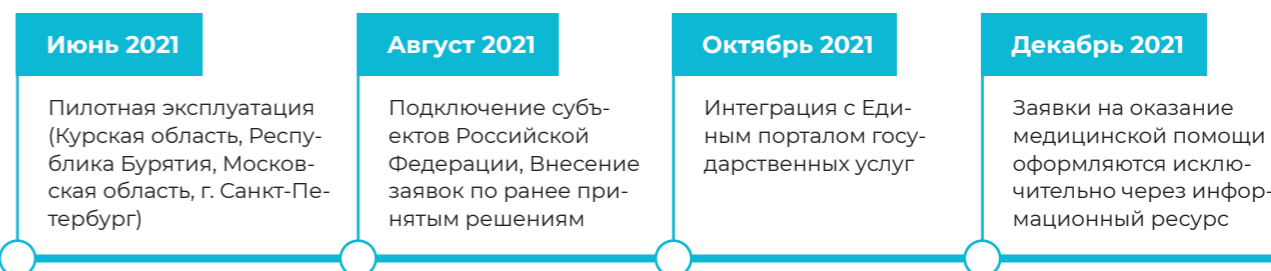 Июнь 2021
Пилотная эксплуатация
(Курская область, Респу-
блика Бурятия, Москов-
ская область, г. Санкт-Пе-
тербург)
Август 2021
Подключение субъ-
ектов Российской
Федерации, Внесение
заявок по ранее при-
нятым решениям
Октябрь 2021
Интеграция с Еди-
ным порталом госу-
дарственных услуг
Декабрь 2021
Заявки на оказание
медицинской помощи
оформляются исклю-
чительно через инфор-
мационный ресурс